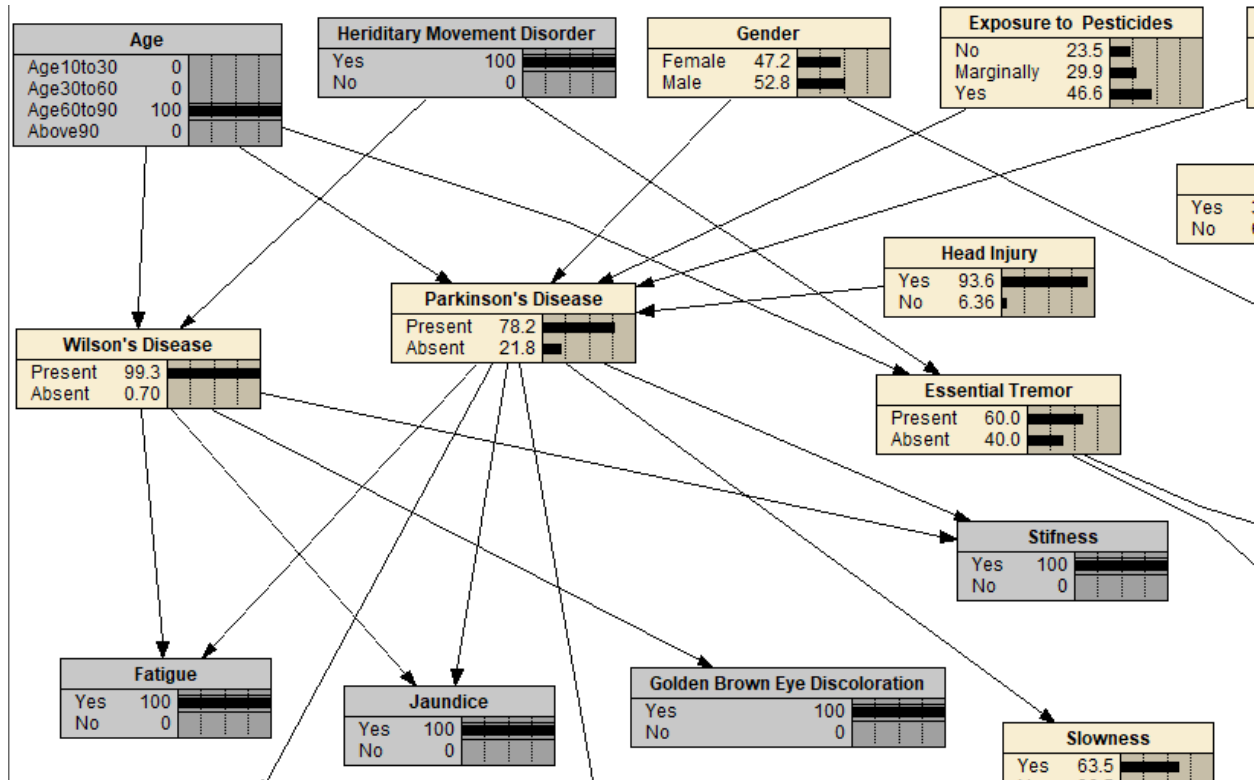 Age
Age10to30 0
Age30to60 0
Age60to90 100
Above90 0
Heriditary Movement Disorder
Yes 100
No 0
Gender
Female 47.2
Male 52.8
Exposure to Pesticides
No 23.5
Marginally 29.9
Yes 46.6
Yes
No
Head Injury
Yes 93.6
No 6.36
Parkinson's Disease
Present 78.2
Absent 21.8
Wilson's Disease
Present 99.3
Absent 0.70
Essential Tremor
Present 60.0
Absent 40.0
Stifness
Yes 100
No 0
Fatigue
Yes 100
No 0
Jaundice
Yes 100
No 0
Golden Brown Eye Discoloration
Yes 100
No 0
Slowness
Yes 63.5